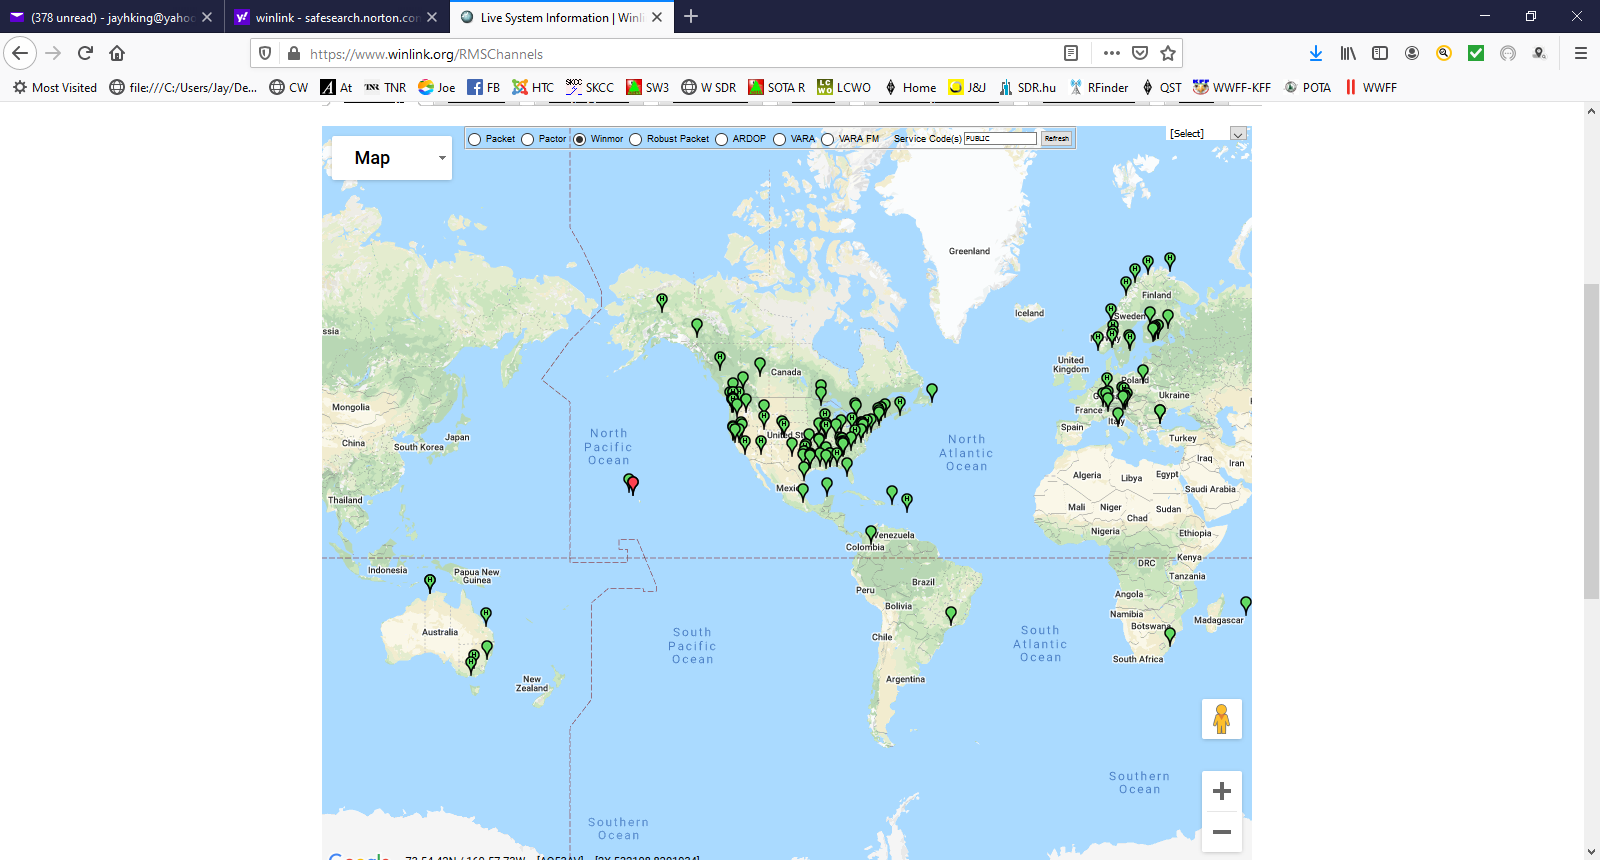 (378 unread) - jayhking@yahoo
winlink - safesearch.norton.com
Live System Information | Winli
https://www.winlink.org/RMSChannels
Most Visited
file:///C:/Users/Jay/De...
CW
At
TNR
Joe
FB
HTC
SKCC
SW3
W SDR
SOTA R
LCWO
Home
J&J
SDR.hu
RFinder
QST
WWFF-KFF
POTA
WWFF
Map
Packet
Pactor
Winmor
Robust Packet
ARDOP
VARA
VARA FM
Service Code(s)
PUBLIC
Refresh
[Select]
Greenland
Finland
Iceland
Sweden
ssia
United
Kingdom
Canada
Poland
Mongolia
Ukraine
France
Italy
Japan
China
South Korea
North
Pacific
Ocean
United St
North
Atlantic
Ocean
Spain
Turkey
Iraq
Iran
Algeria
Libya
Egypt
Thailand
Mexi
Saudi Arabia
Mali
Niger
Chad
Sudan
Nigeria
Ethiopia
Venezuela
Colombia
Kenya
Indonesia
Papua New
Guinea
DRC
Tanzania
Brazil
Peru
Angola
Bolivia
Namibia
Botswana
Madagascar
Australia
Chile
South
Pacific
Ocean
South
Atlantic
Ocean
South Africa
New
Zealand
Argentina
Southern
Ocean
Southern
Ocean
Google